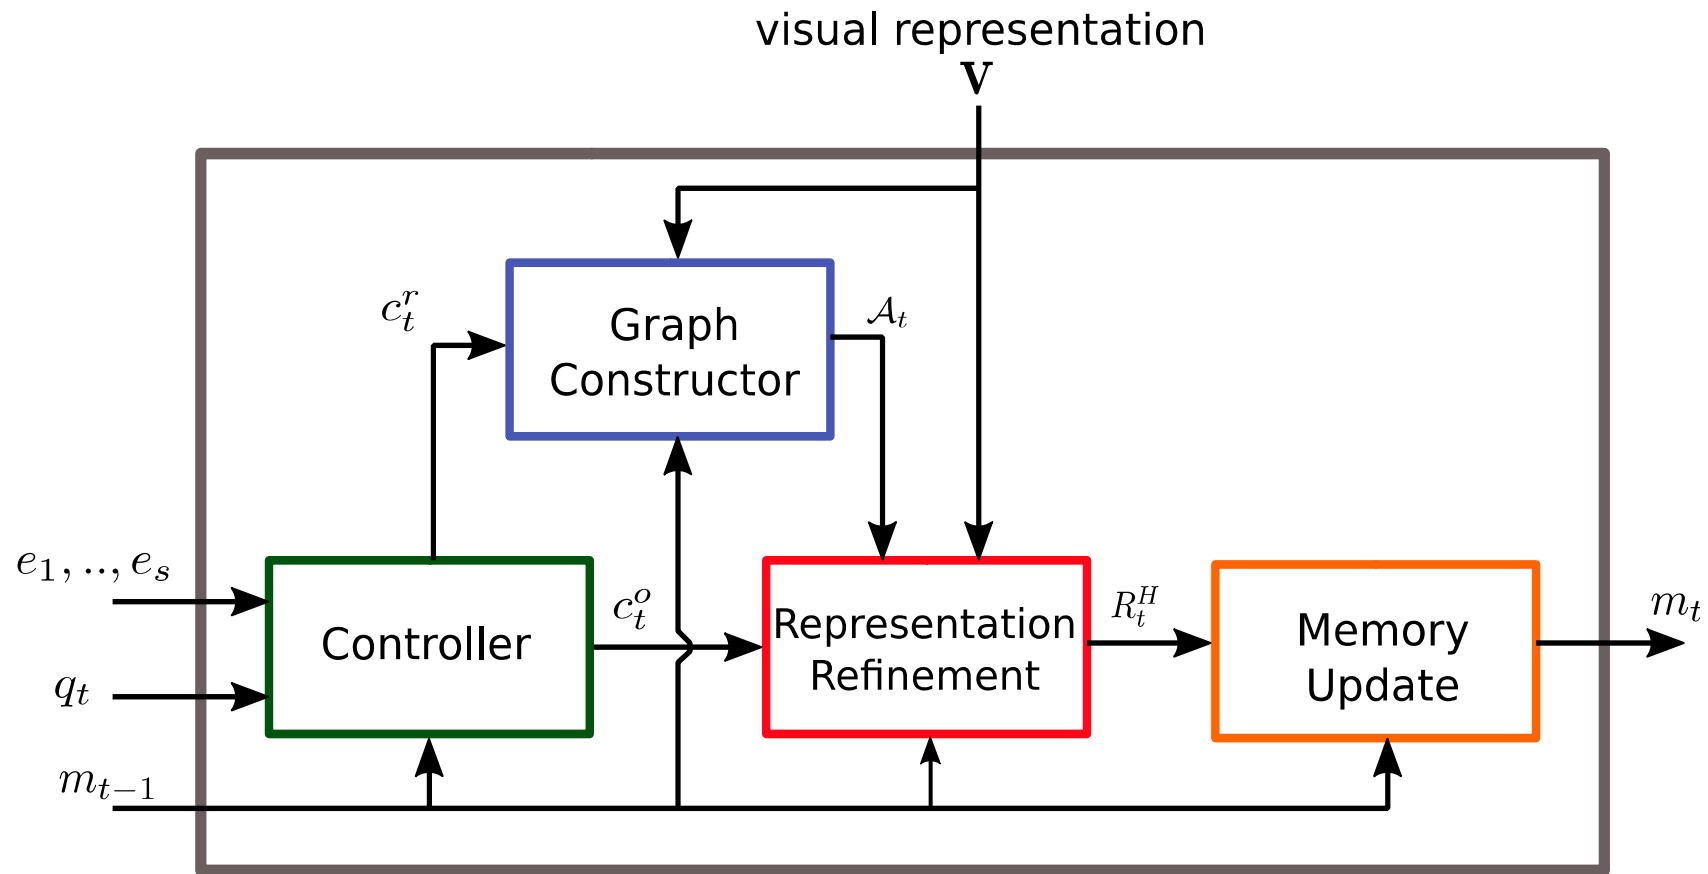 visual representation
v
c_t^r
Graph
Constructor
𝒜_t
e_1, .., e_s
q_t
m_{t-1}
Controller
c_t^o
Representation
Refinement
R_t^H
Memory
Update
m_t